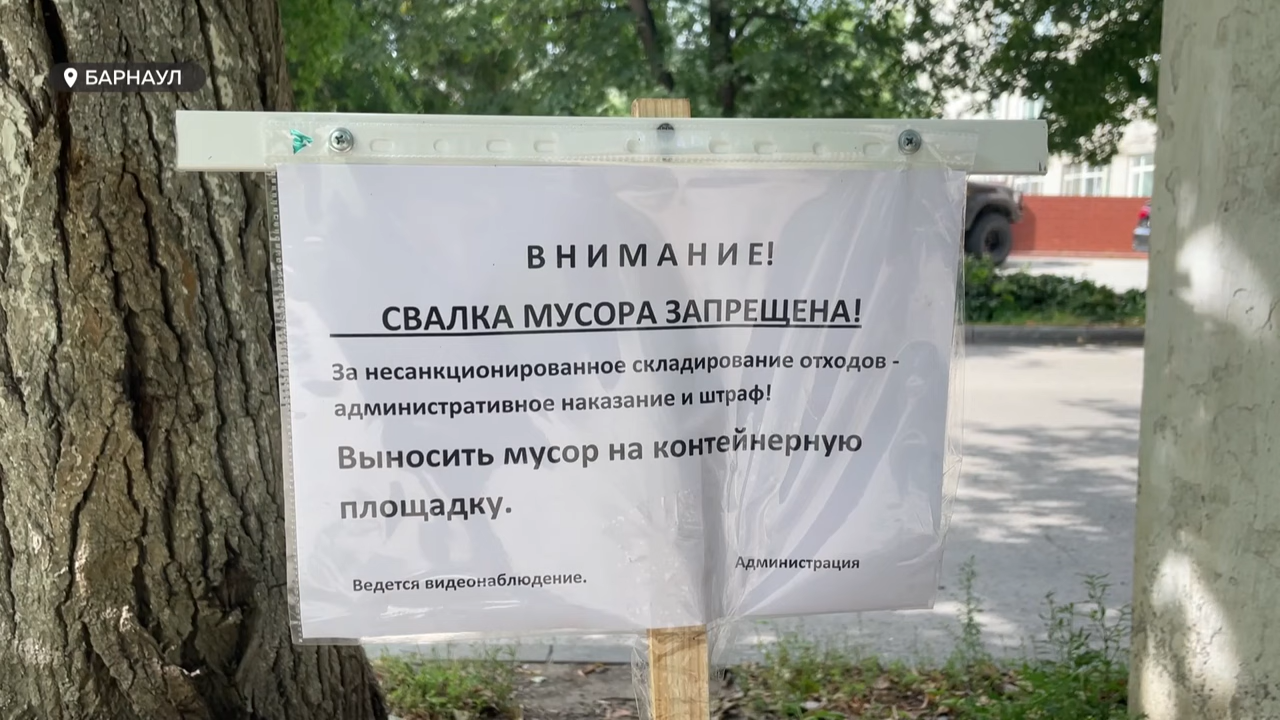 БАРНАУЛ
ВНИМАНИЕ!
СВАЛКА МУСОРА ЗАПРЕЩЕНА!
За несанкционированное складирование отходов -
административное наказание и штраф!
Выносить мусор на контейнерную
площадку.
Администрация
Ведется видеонаблюдение.